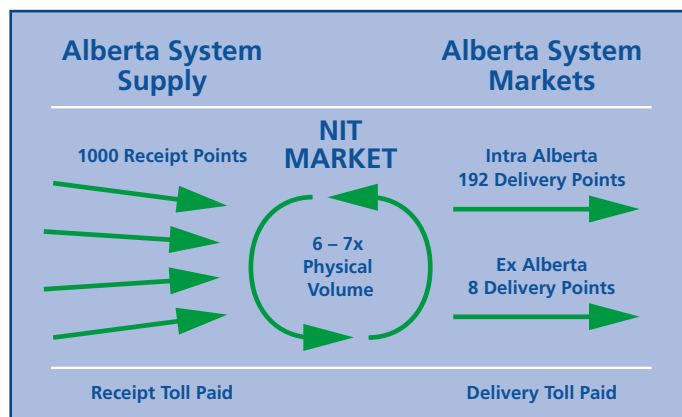 Alberta System
Supply
Alberta System
Markets
1000 Receipt Points
NIT
MARKET
6 – 7x
Physical
Volume
Intra Alberta
192 Delivery Points
Ex Alberta
8 Delivery Points
Receipt Toll Paid
Delivery Toll Paid